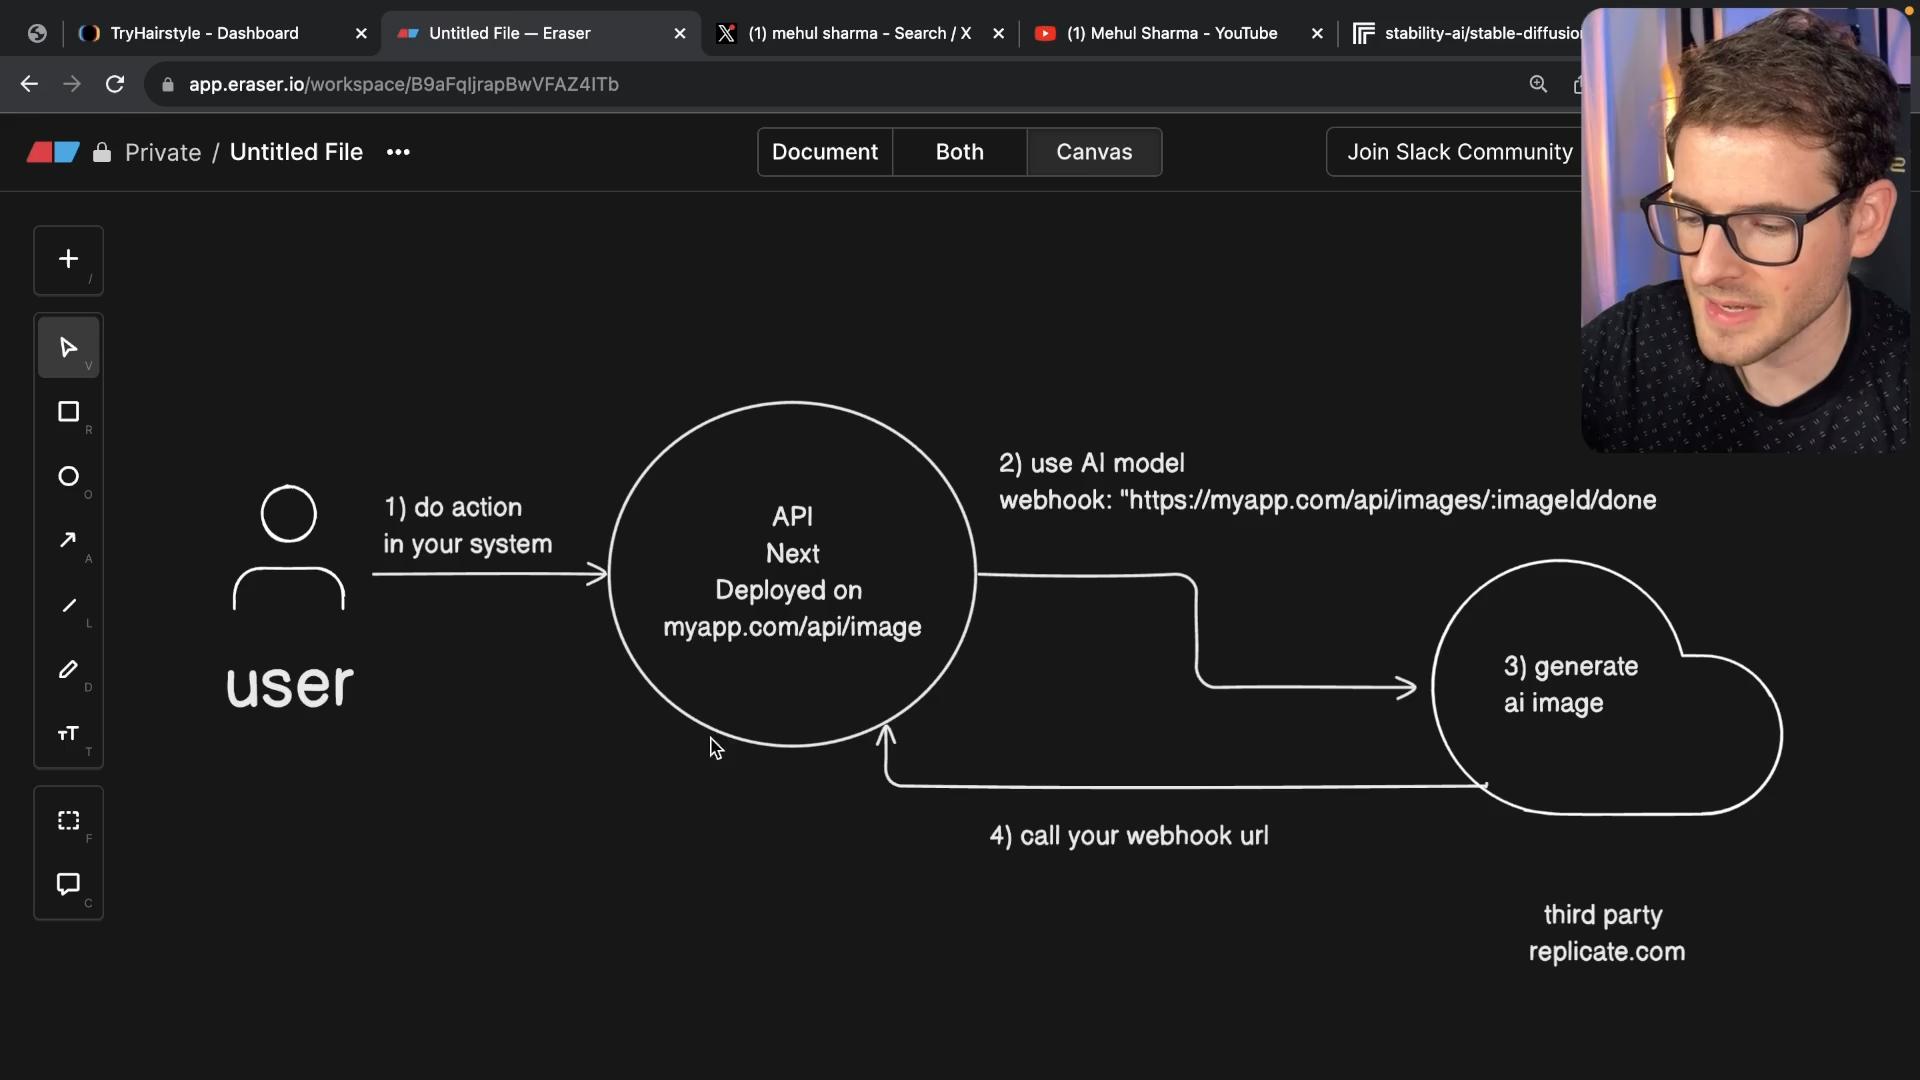 TryHairstyle - Dashboard
Untitled File — Eraser
(1) mehul sharma - Search / X
(1) Mehul Sharma - YouTube
stability-ai/stable-diffusio
app.eraser.io/workspace/B9aFqIjrapBwVFAZ4ITb
Private / Untitled File •••
Document
Both
Canvas
Join Slack Community
/
V
R
O
A
L
D
T
F
C
user
1) do action
in your system
API
Next
Deployed on
myapp.com/api/image
2) use AI model
webhook: "https://myapp.com/api/images/:imageId/done
3) generate
ai image
4) call your webhook url
third party
replicate.com